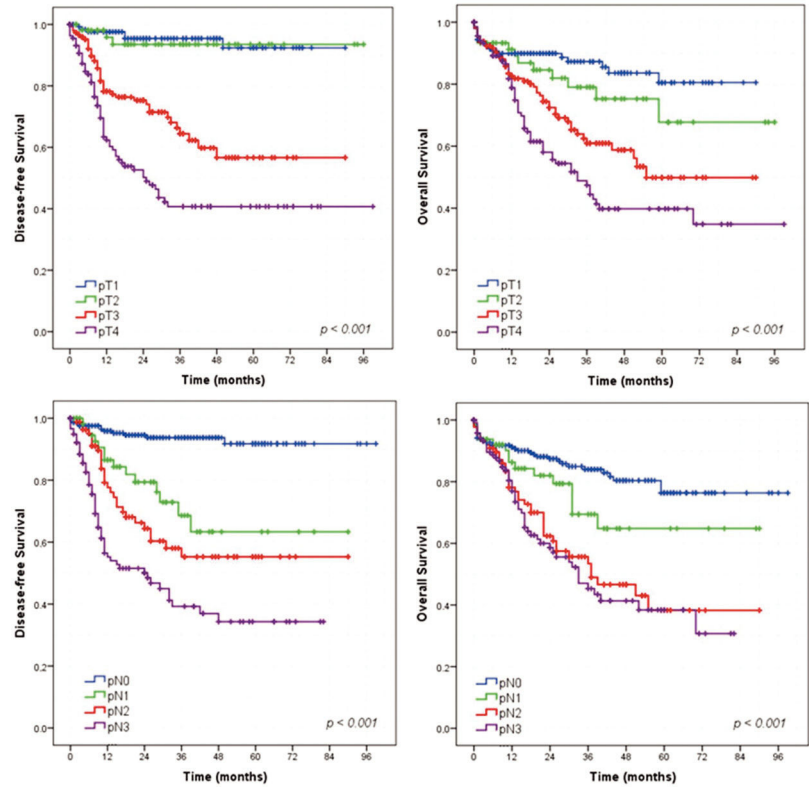 Disease-free Survival
1,0
0,8
0,6
0,4
0,2
0,0
pT1
pT2
pT3
pT4
p < 0.001
0 12 24 36 48 60 72 84 96
Time (months)
Overall Survival
1,0
0,8
0,6
0,4
0,2
0,0
pT1
pT2
pT3
pT4
p < 0.001
0 12 24 36 48 60 72 84 96
Time (months)
Disease-free Survival
1,0
0,8
0,6
0,4
0,2
0,0
pN0
pN1
pN2
pN3
p < 0.001
0 12 24 36 48 60 72 84 96
Time (months)
Overall Survival
1,0
0,8
0,6
0,4
0,2
0,0
pN0
pN1
pN2
pN3
p < 0.001
0 12 24 36 48 60 72 84 96
Time (months)